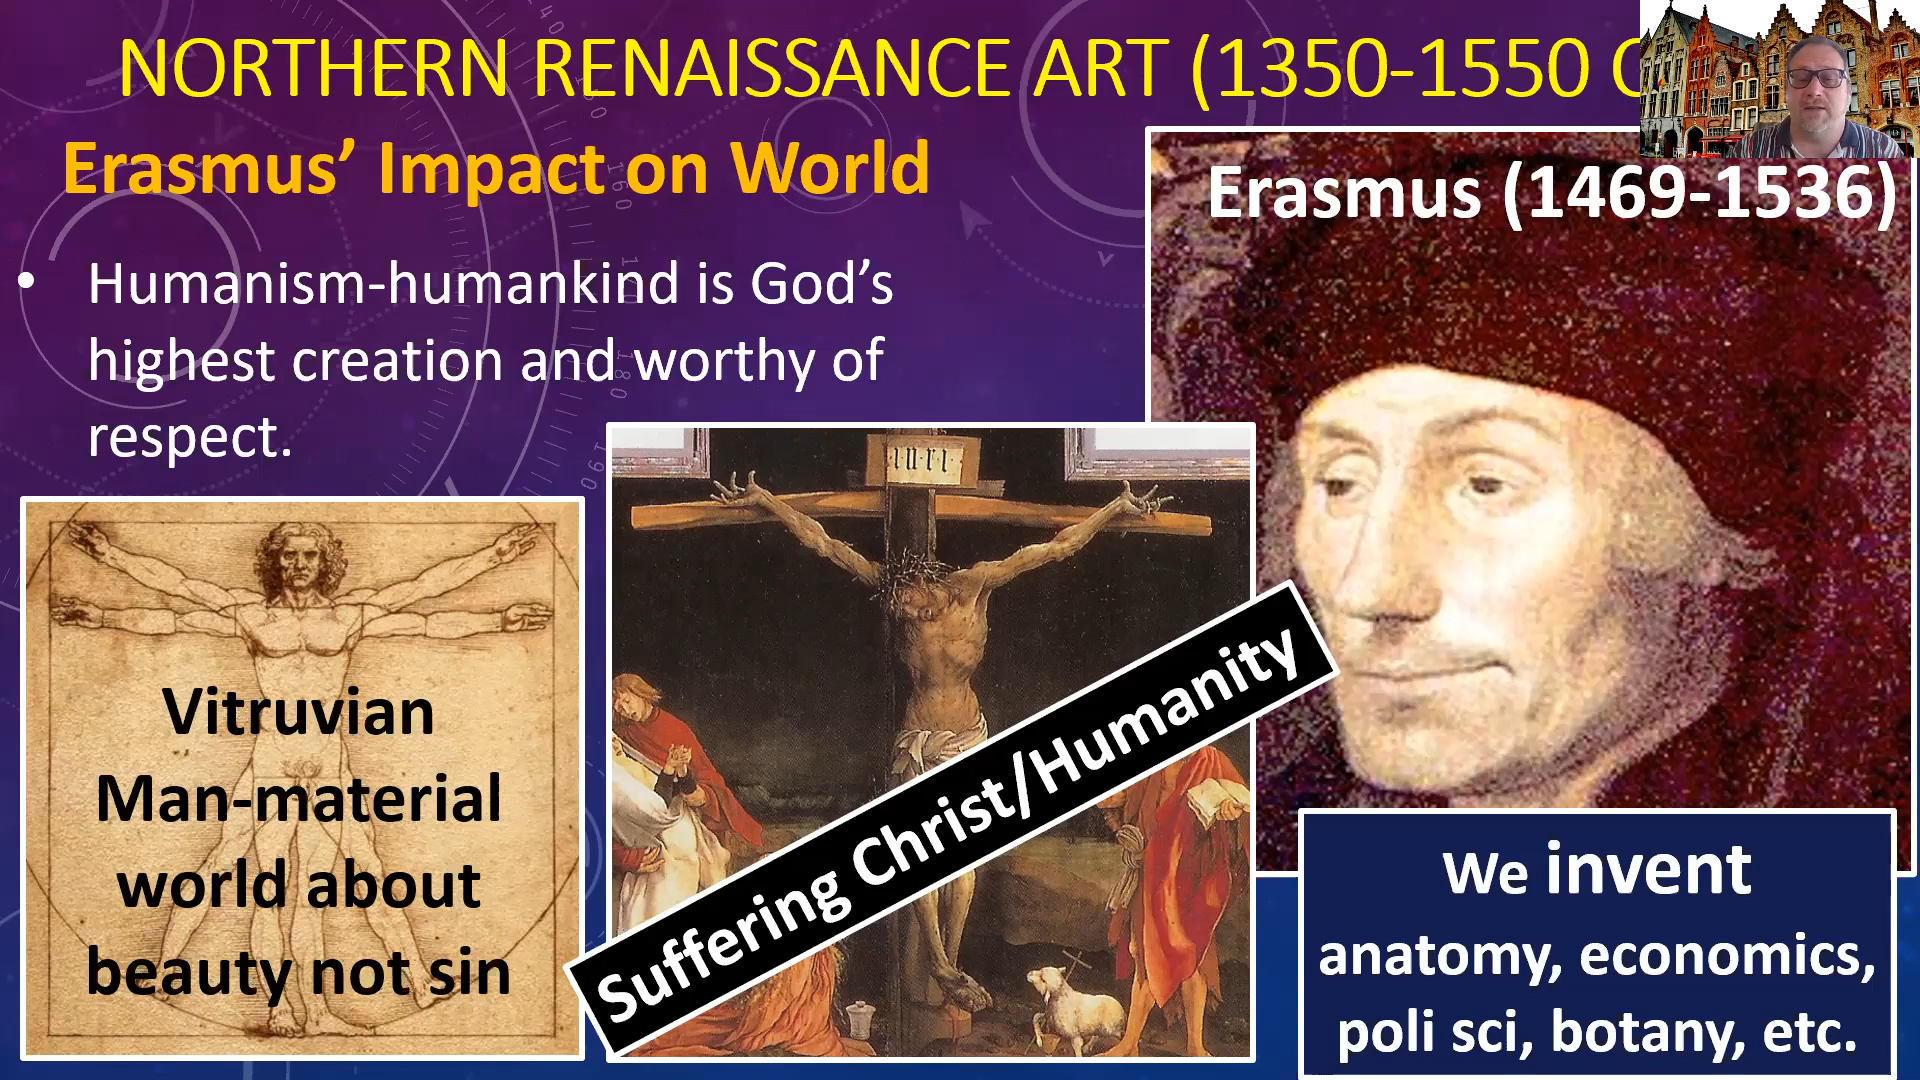 NORTHERN RENAISSANCE ART (1350-1550 C
Erasmus' Impact on World
Erasmus (1469-1536)
• Humanism-humankind is God's
highest creation and worthy of
respect.
INRI
Vitruvian
Man-material
world about
beauty not sin
Suffering Christ/Humanity
We invent
anatomy, economics,
poli sci, botany, etc.